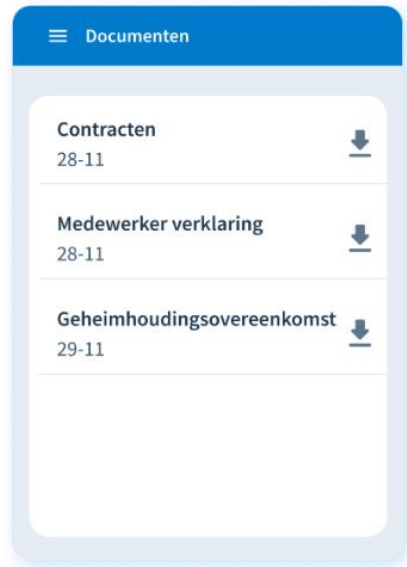 Documenten
Contracten
28-11
Medewerker verklaring
28-11
Geheimhoudingsovereenkomst
29-11